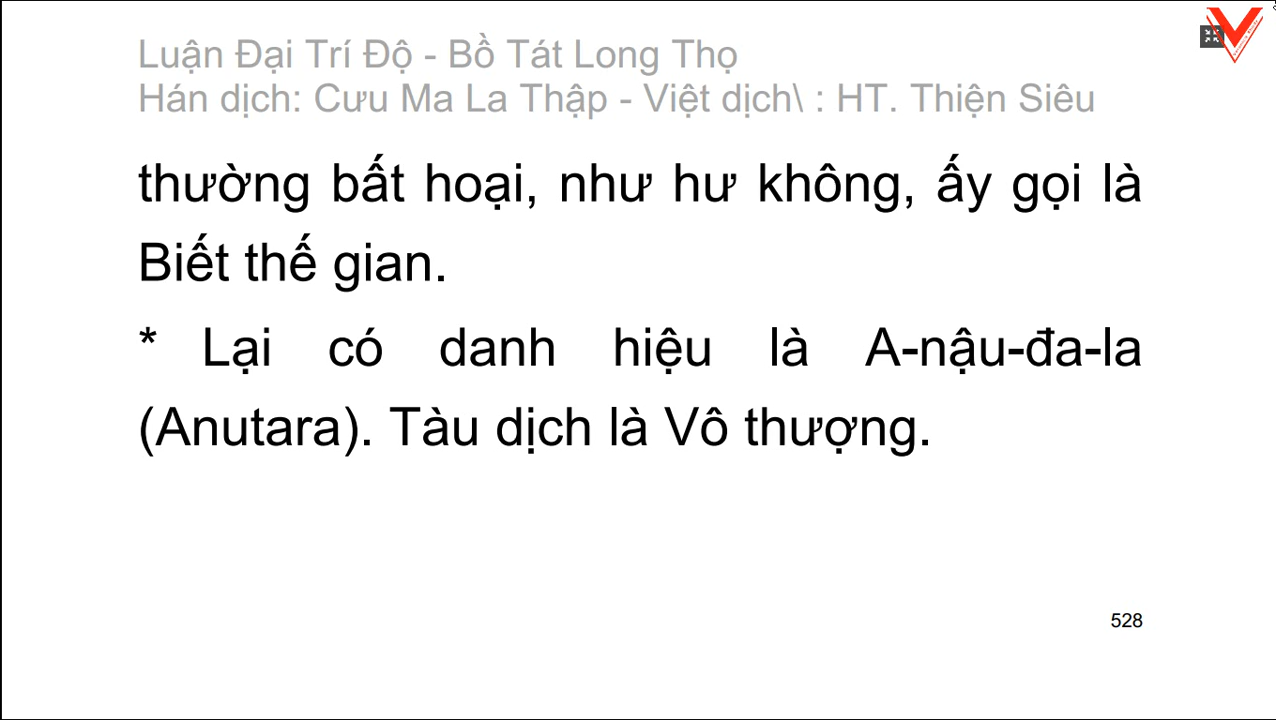 Luận Đại Trí Độ - Bồ Tát Long Thọ
Hán dịch: Cưu Ma La Thập - Việt dịch\ : HT. Thiện Siêu
thường bất hoại, như hư không, ấy gọi là
Biết thế gian.
* Lại có danh hiệu là A-nậu-đa-la
(Anutara). Tàu dịch là Vô thượng.
528